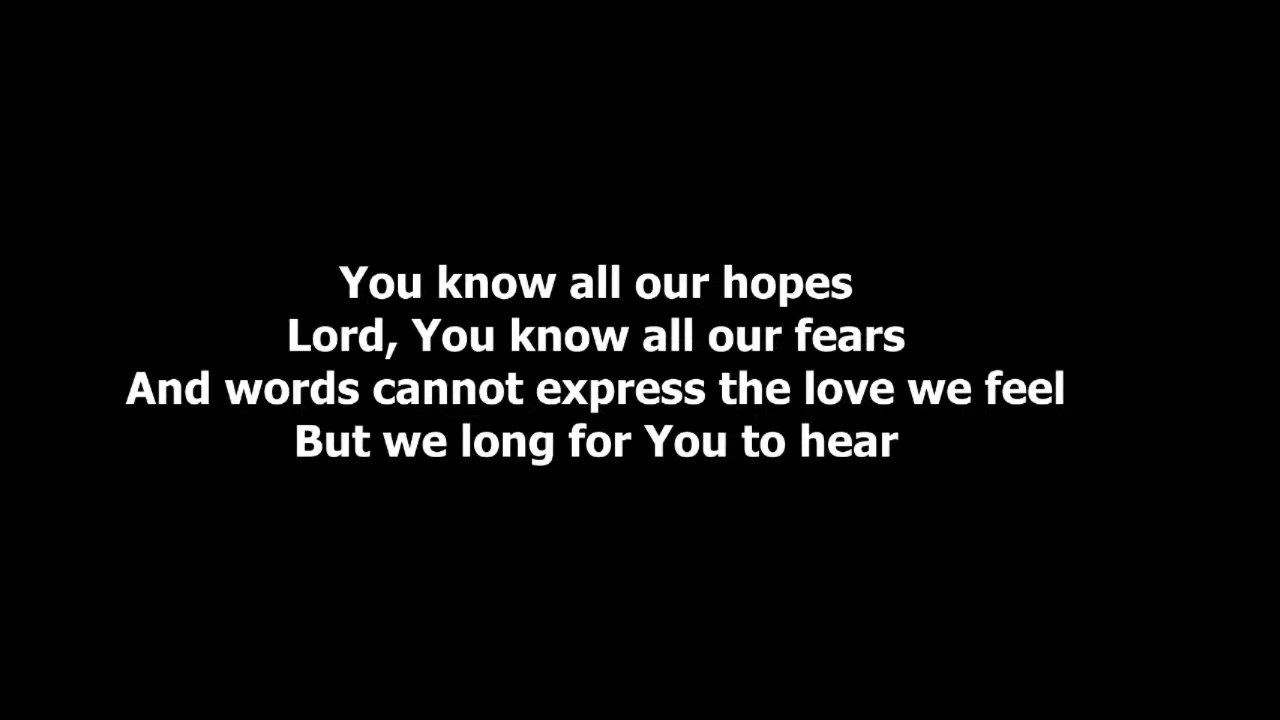 You know all our hopes
Lord, You know all our fears
And words cannot express the love we feel
But we long for You to hear